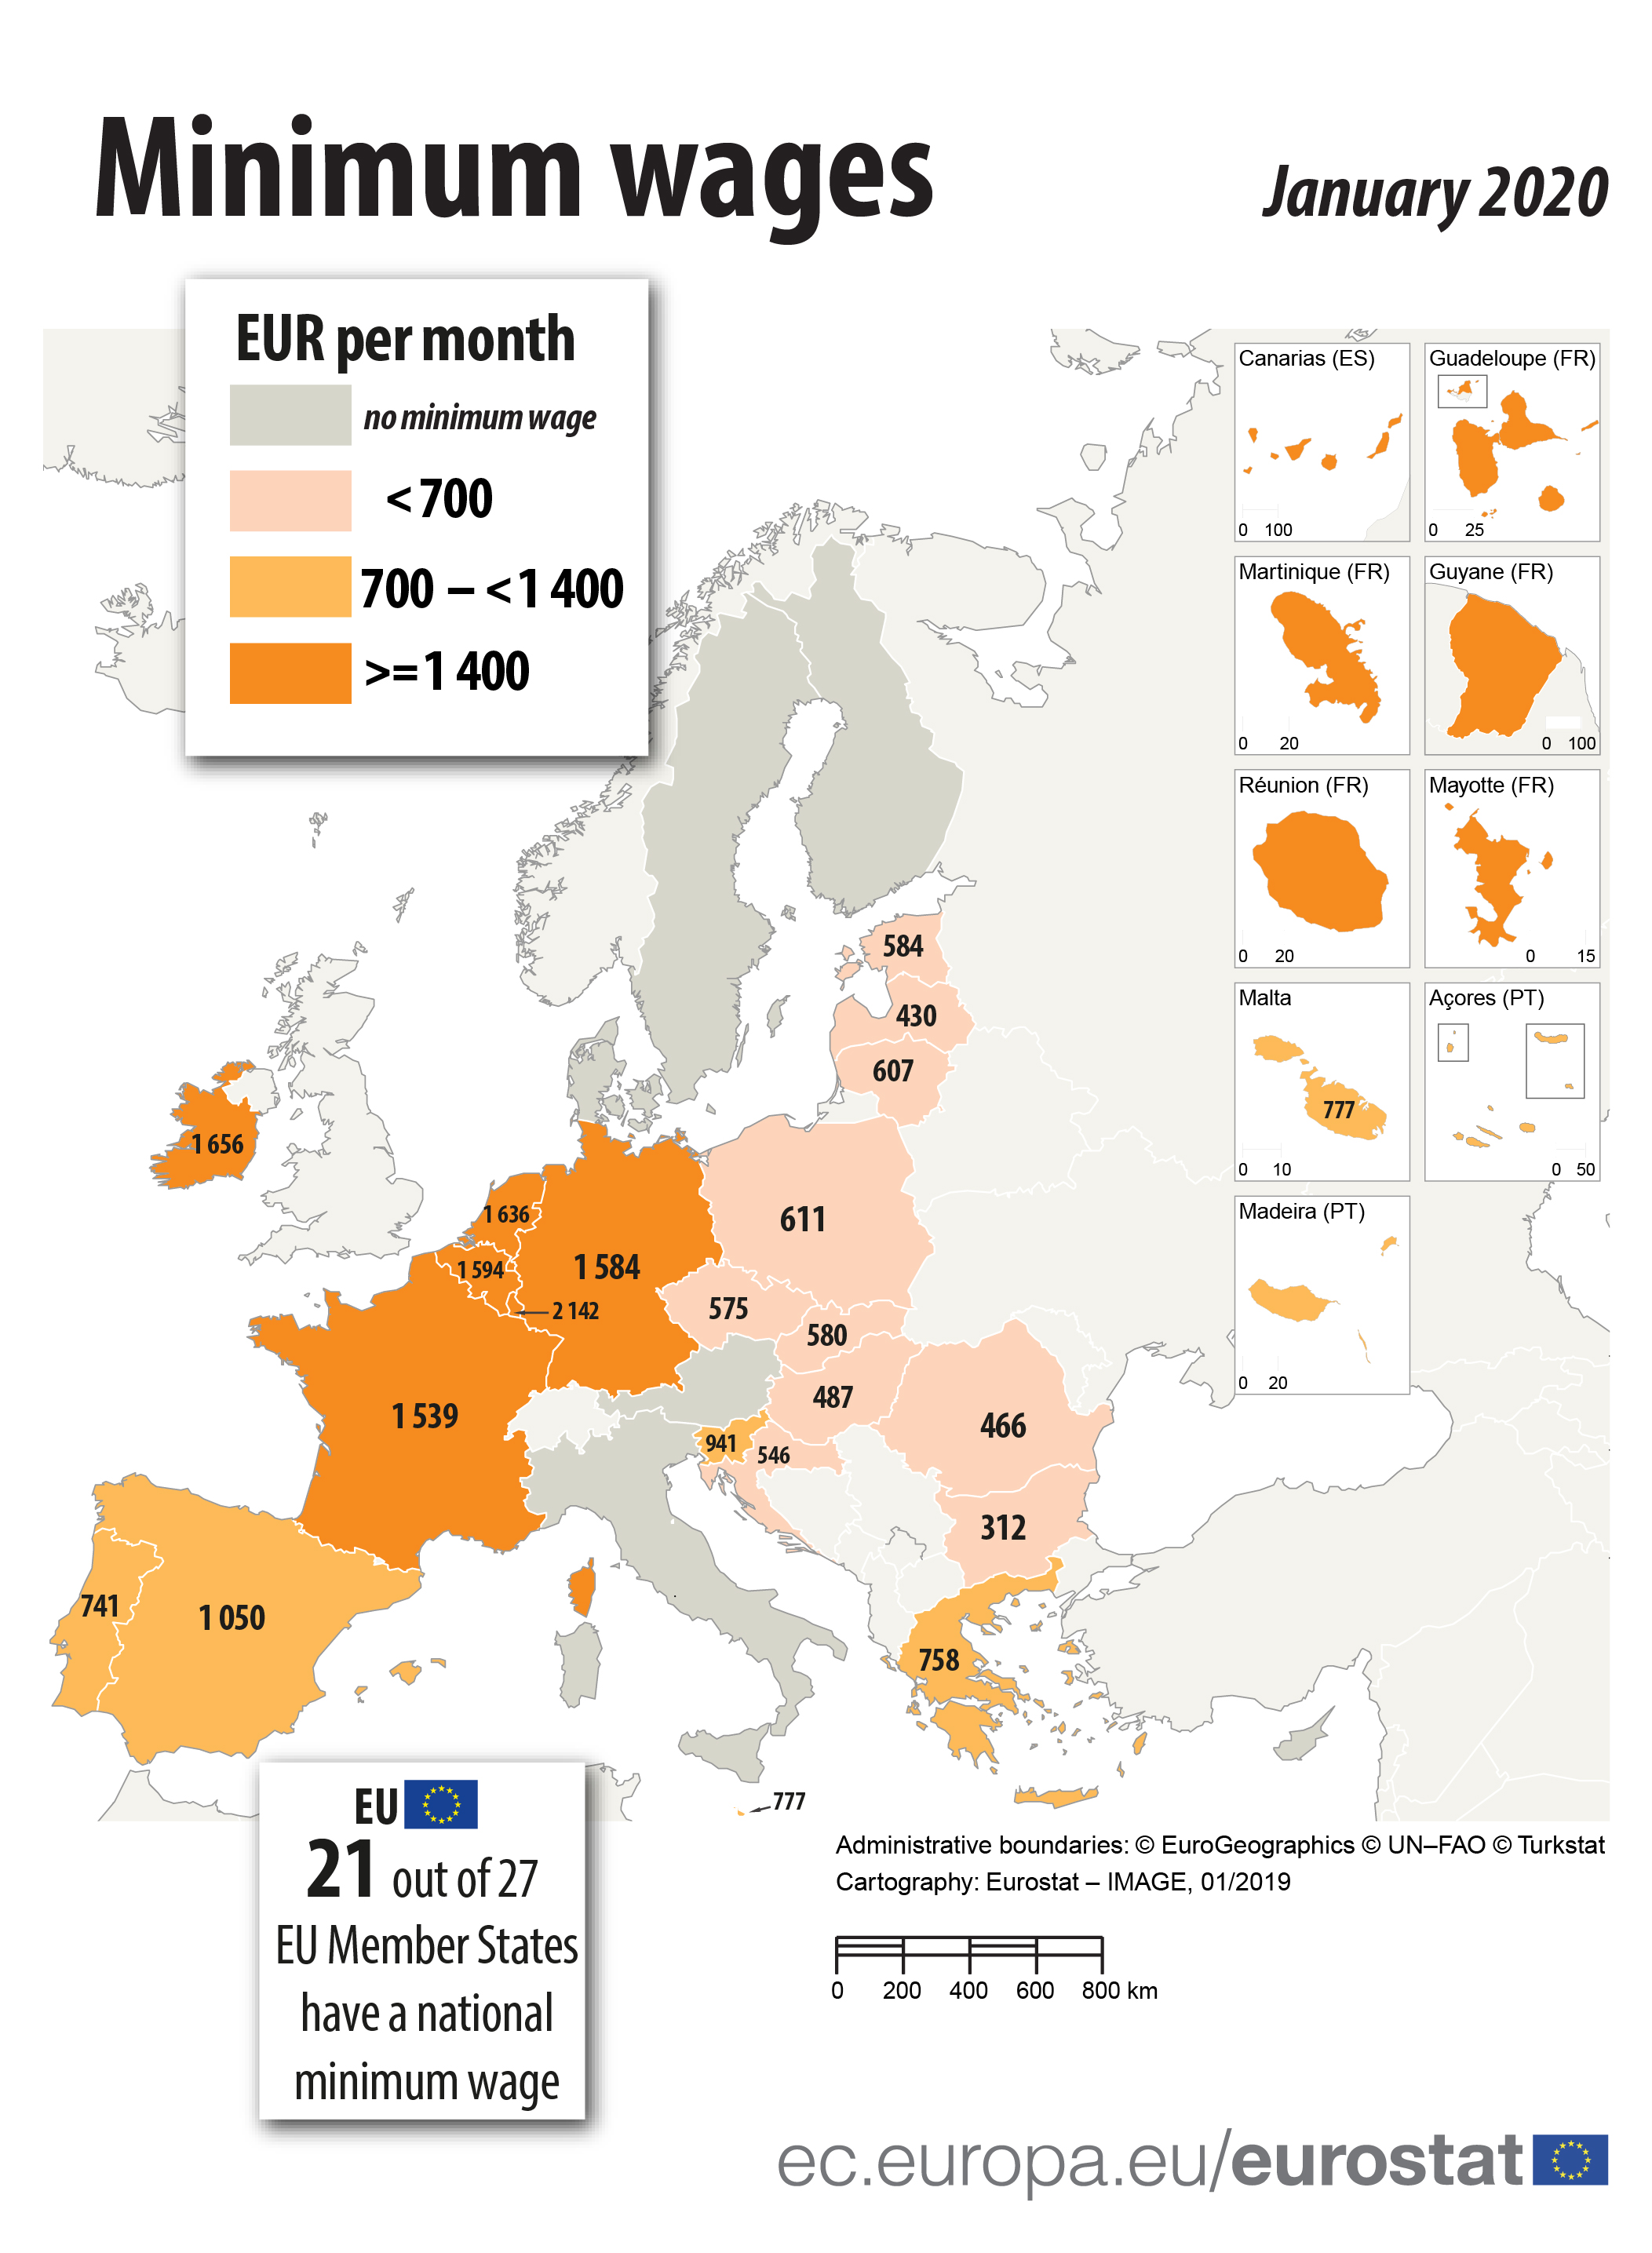 Minimum wages
January 2020
EUR per month
no minimum wage
< 700
700 – < 1 400
>= 1 400
Canarias (ES)
0 100
Guadeloupe (FR)
0 25
Martinique (FR)
0 20
Guyane (FR)
0 100
Réunion (FR)
0 20
Mayotte (FR)
0 15
Malta
777
0 10
Açores (PT)
0 50
Madeira (PT)
0 20
584
430
607
1 656
1 636
611
1 594
1 584
2 142
575
580
487
1 539
466
941
546
312
741
1 050
758
777
EU
21 out of 27
EU Member States
have a national
minimum wage
Administrative boundaries: © EuroGeographics © UN–FAO © Turkstat
Cartography: Eurostat – IMAGE, 01/2019
0 200 400 600 800 km
ec.europa.eu/eurostat